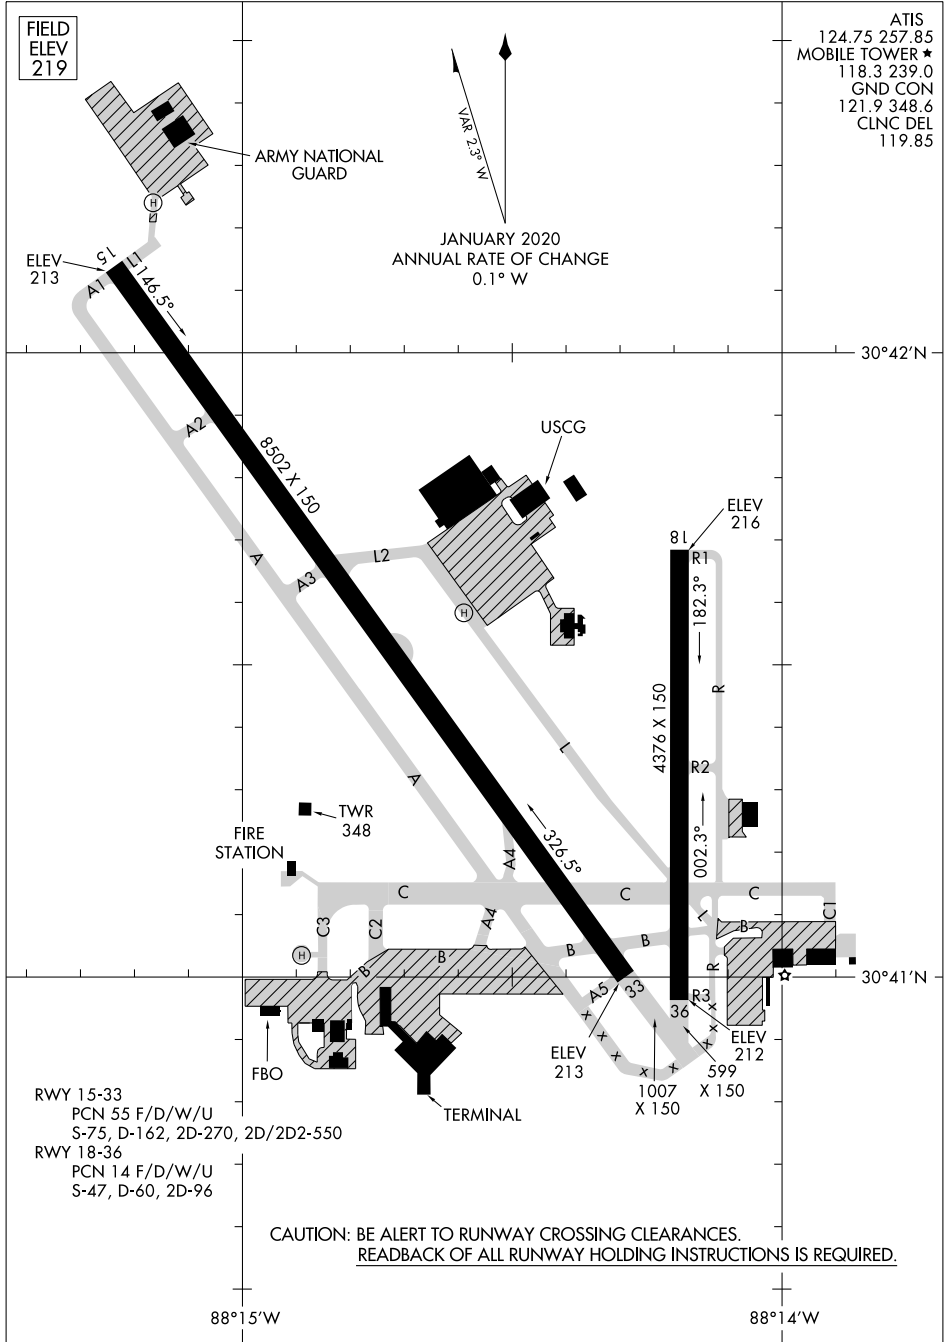 FIELD
ELEV
219
ATIS
124.75 257.85
MOBILE TOWER ★
118.3 239.0
GND CON
121.9 348.6
CLNC DEL
119.85
ARMY NATIONAL
GUARD
VAR 2.3° W
JANUARY 2020
ANNUAL RATE OF CHANGE
0.1° W
H
ELEV
213
15
L1
A1
146.5°
30°42'N
A2
8502 X 150
USCG
ELEV
216
18
A
L2
A3
R1
182.3°
H
R
4376 X 150
L
R2
A
TWR
348
002.3°
FIRE
STATION
326.5°
A4
C
C
C
C3
C2
A4
L
B
C1
B
B
H
B
B
R
30°41'N
A5
33
R3
36
x x x x x x x x
ELEV
213
ELEV
212
599
X 150
1007
X 150
FBO
TERMINAL
RWY 15-33
PCN 55 F/D/W/U
S-75, D-162, 2D-270, 2D/2D2-550
RWY 18-36
PCN 14 F/D/W/U
S-47, D-60, 2D-96
CAUTION: BE ALERT TO RUNWAY CROSSING CLEARANCES.
READBACK OF ALL RUNWAY HOLDING INSTRUCTIONS IS REQUIRED.
88°15'W
88°14'W